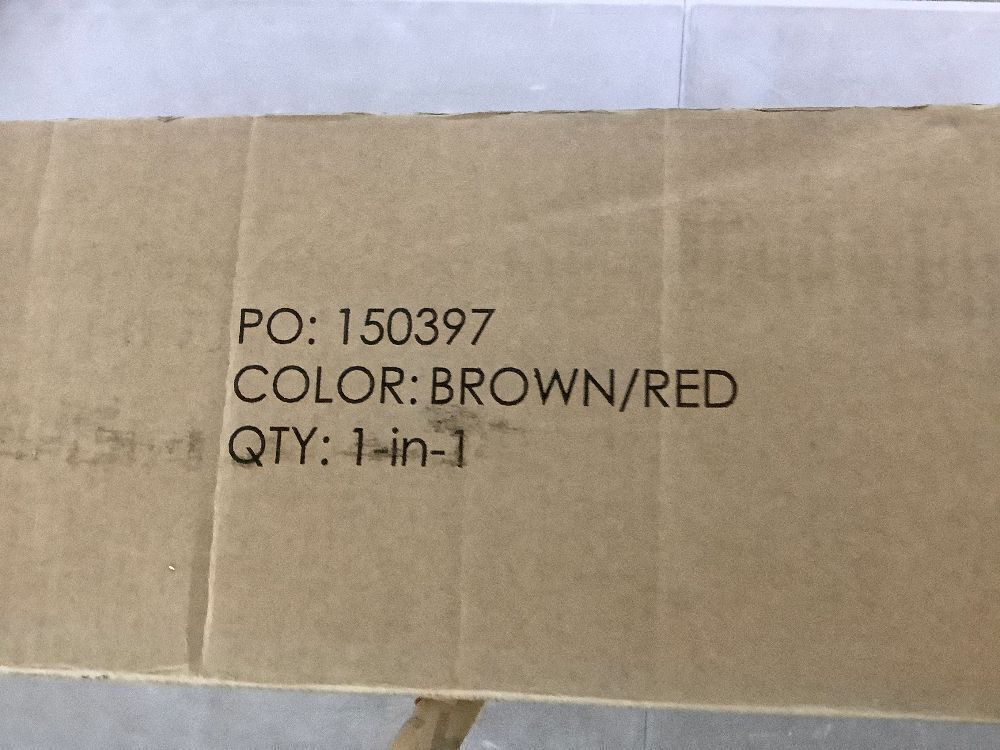 PO: 150397
COLOR: BROWN/RED
QTY: 1-in-1